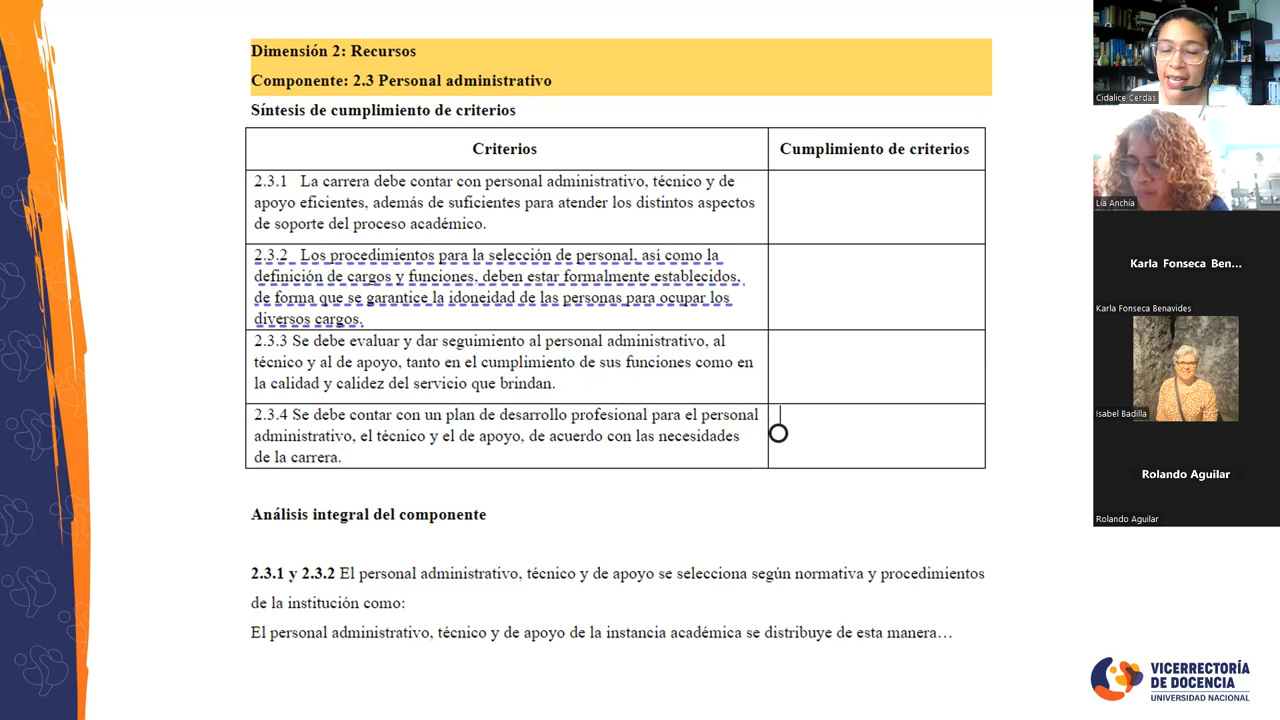 Dimensión 2: Recursos
Componente: 2.3 Personal administrativo
Síntesis de cumplimiento de criterios
Criterios
Cumplimiento de criterios
2.3.1 La carrera debe contar con personal administrativo, técnico y de
apoyo eficientes, además de suficientes para atender los distintos aspectos
de soporte del proceso académico.
2.3.2 Los procedimientos para la selección de personal, así como la
definición de cargos y funciones, deben estar formalmente establecidos,
de forma que se garantice la idoneidad de las personas para ocupar los
diversos cargos.
2.3.3 Se debe evaluar y dar seguimiento al personal administrativo, al
técnico y al de apoyo, tanto en el cumplimiento de sus funciones como en
la calidad y calidez del servicio que brindan.
2.3.4 Se debe contar con un plan de desarrollo profesional para el personal
administrativo, el técnico y el de apoyo, de acuerdo con las necesidades
de la carrera.
Análisis integral del componente
2.3.1 y 2.3.2 El personal administrativo, técnico y de apoyo se selecciona según normativa y procedimientos
de la institución como:
El personal administrativo, técnico y de apoyo de la instancia académica se distribuye de esta manera…
Cidalice Cerdas
Lía Anchía
Karla Fonseca Ben...
Karla Fonseca Benavides
Isabel Badilla
Rolando Aguilar
Rolando Aguilar
VICERRECTORÍA
DE DOCENCIA
UNIVERSIDAD NACIONAL